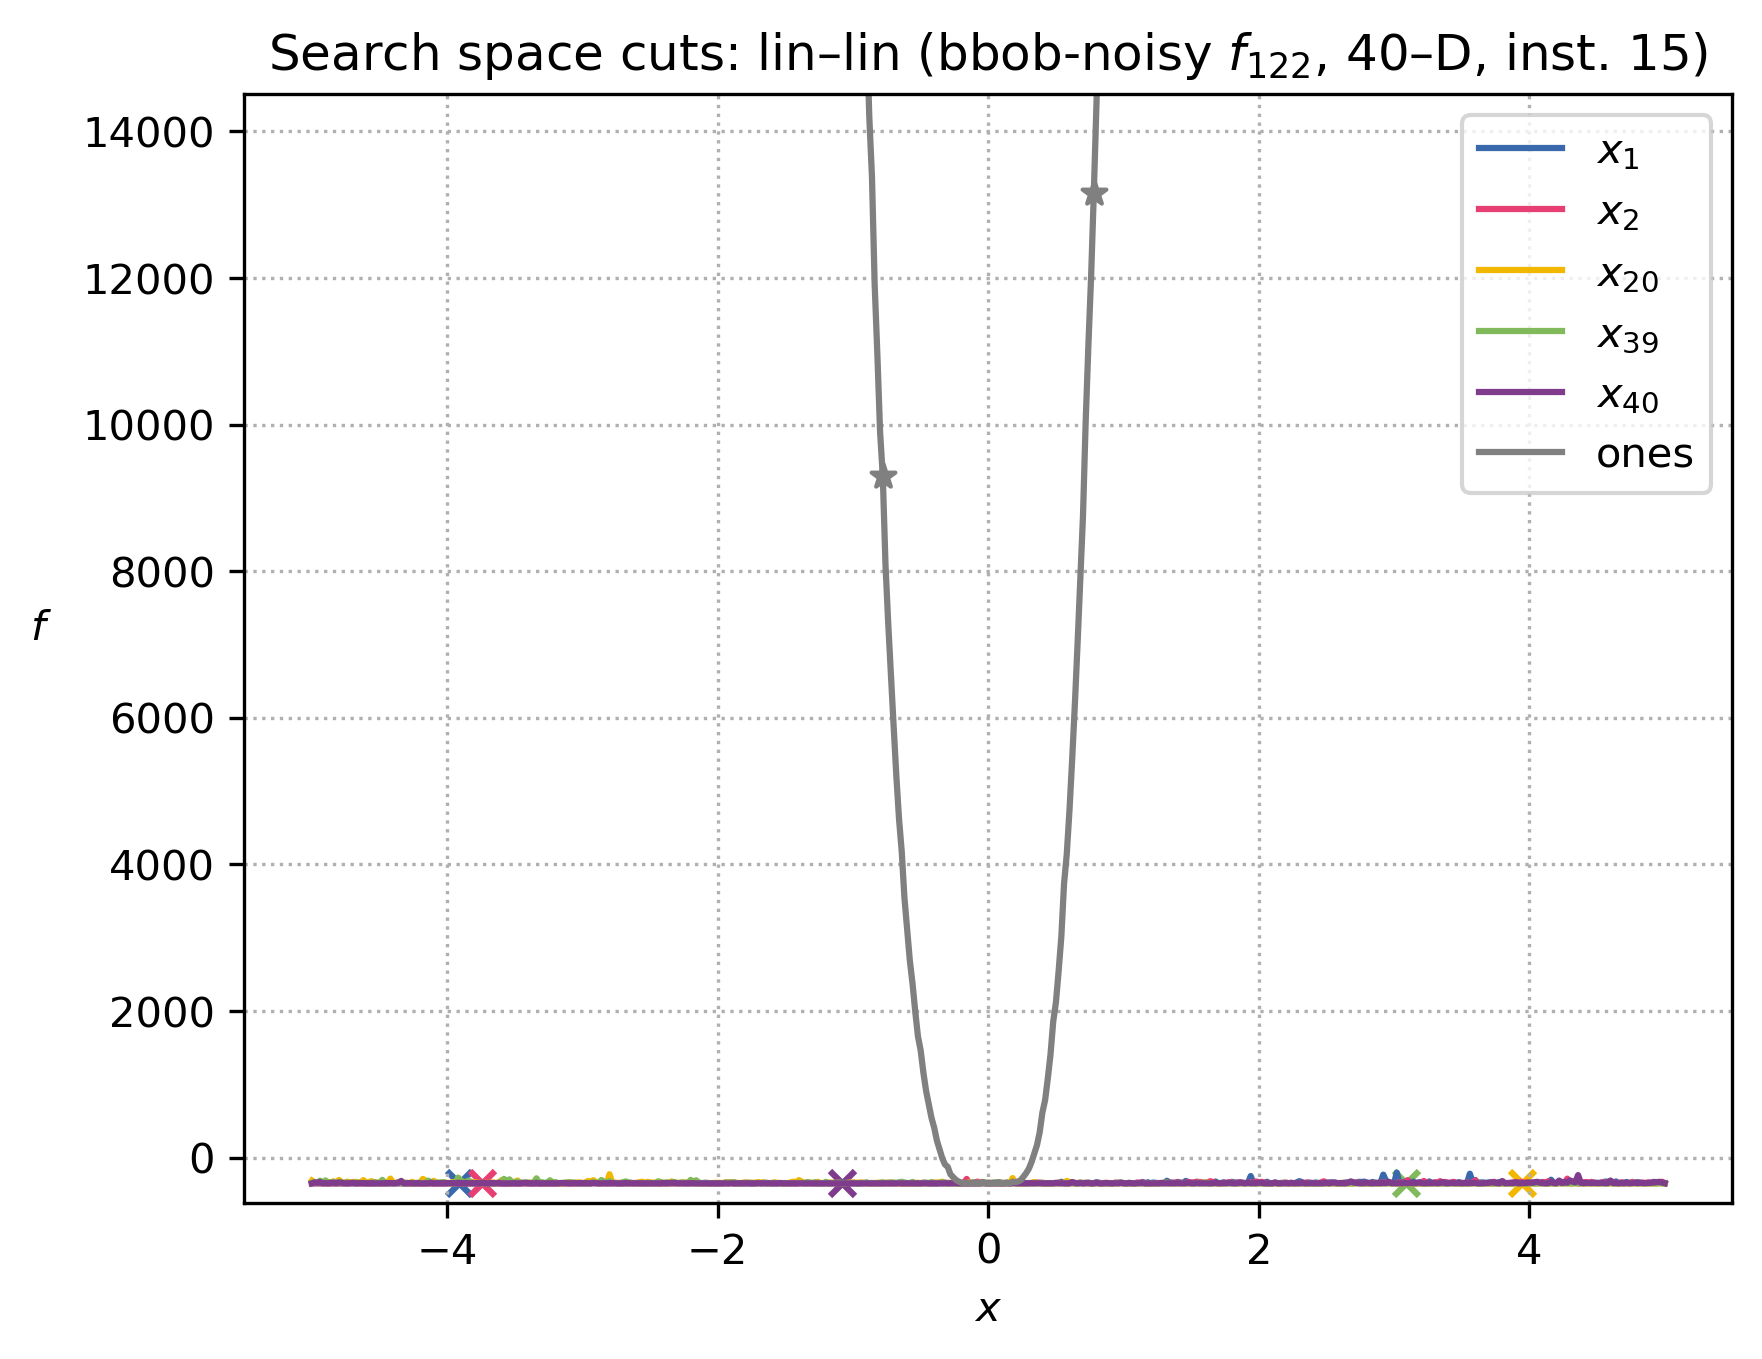 Search space cuts: lin–lin (bbob-noisy f₁₂₂, 40–D, inst. 15)
14000
12000
10000
8000
6000
4000
2000
0
f
x₁
x₂
x₂₀
x₃₉
x₄₀
ones
−4 −2 0 2 4
x